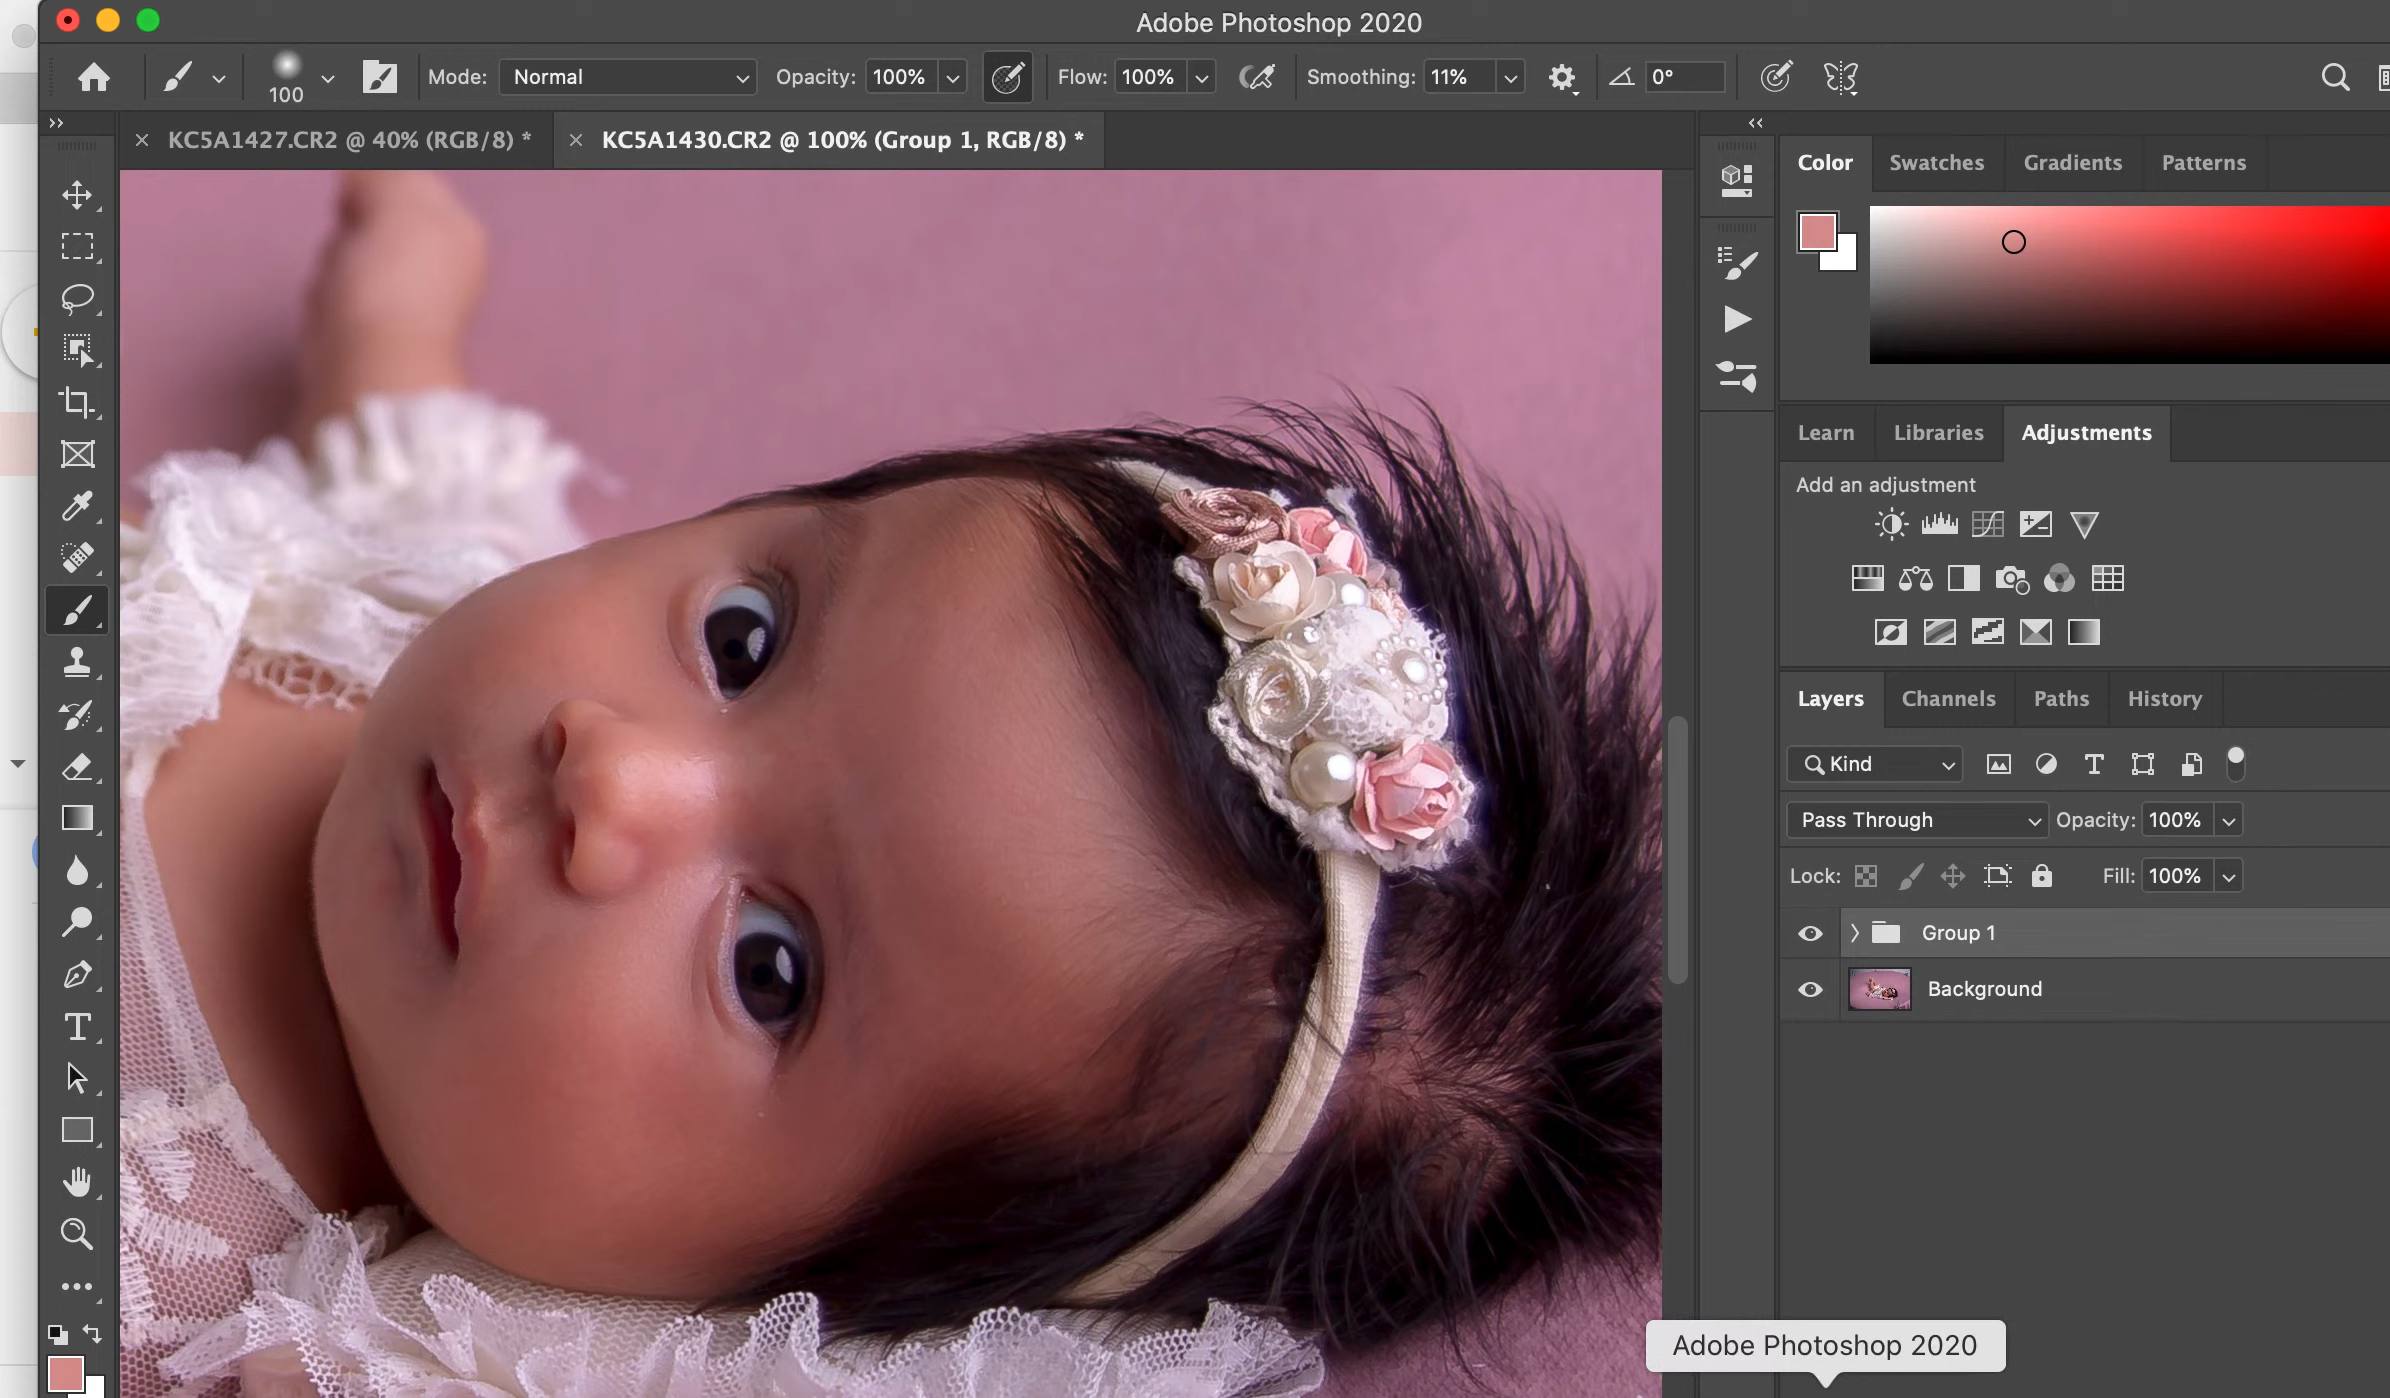 Adobe Photoshop 2020
100
Mode: Normal Opacity: 100% Flow: 100% Smoothing: 11% 0°
KC5A1427.CR2 @ 40% (RGB/8) * KC5A1430.CR2 @ 100% (Group 1, RGB/8) *
Color Swatches Gradients Patterns
Learn Libraries Adjustments
Add an adjustment
Layers Channels Paths History
Kind
Pass Through Opacity: 100%
Lock: Fill: 100%
Group 1
Background
Adobe Photoshop 2020